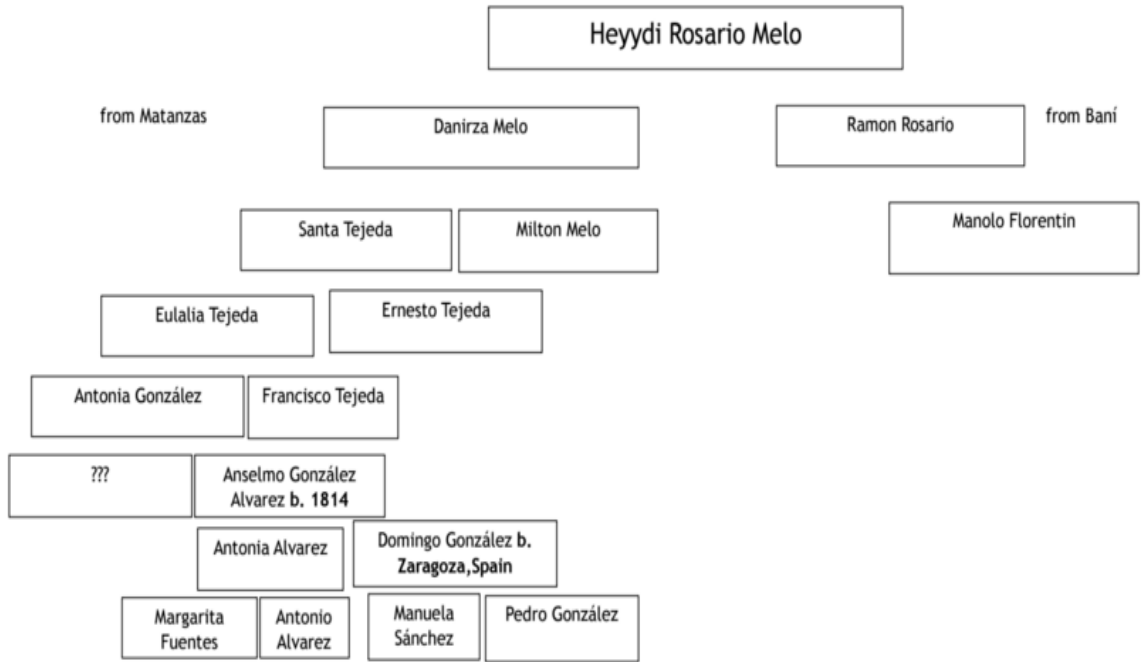 Heyydi Rosario Melo
from Matanzas
Danirza Melo
Ramon Rosario
from Baní
Santa Tejeda
Milton Melo
Manolo Florentin
Eulalia Tejeda
Ernesto Tejeda
Antonia González
Francisco Tejeda
???
Anselmo González
Alvarez b. 1814
Antonia Alvarez
Domingo González b.
Zaragoza,Spain
Margarita
Fuentes
Antonio
Alvarez
Manuela
Sánchez
Pedro González